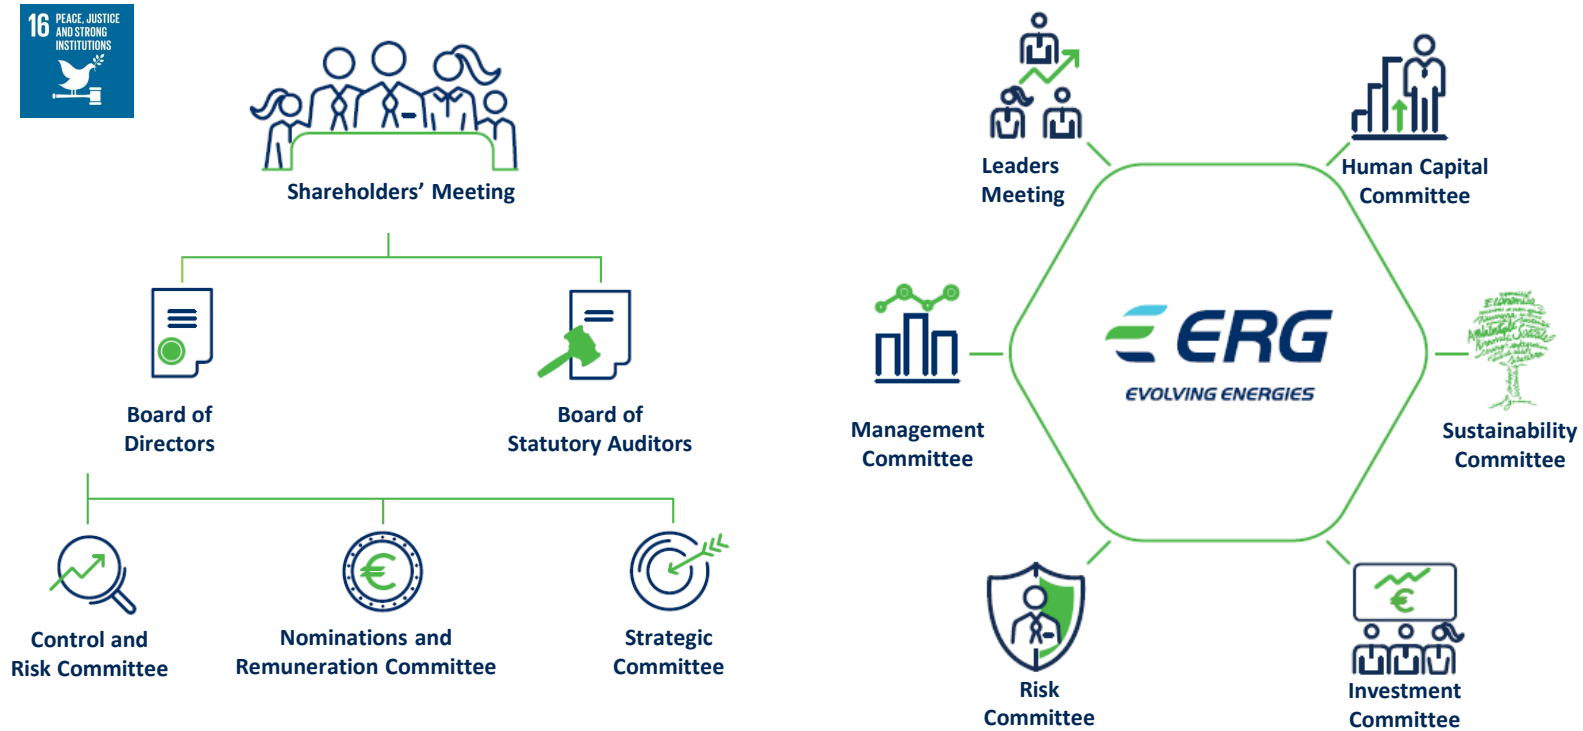 16 PEACE, JUSTICE
AND STRONG
INSTITUTIONS
Shareholders’ Meeting
Board of
Directors
Board of
Statutory Auditors
Control and
Risk Committee
Nominations and
Remuneration Committee
Strategic
Committee
Leaders
Meeting
Human Capital
Committee
Management
Committee
ERG
EVOLVING ENERGIES
Economica
Sociale
Sustainability
Committee
Risk
Committee
Investment
Committee